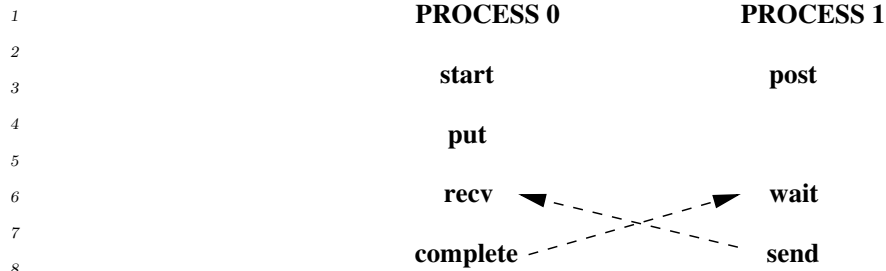 1 PROCESS 0 PROCESS 1
2
3 start post
4 put
5
6 recv wait
7
8 complete send